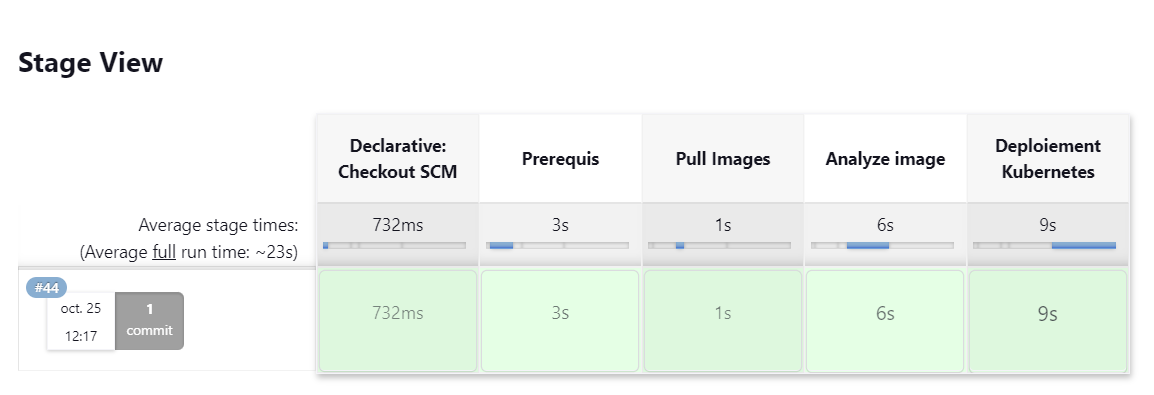 Stage View
Declarative:
Checkout SCM
Prerequis
Pull Images
Analyze image
Deploiement
Kubernetes
Average stage times:
(Average full run time: ~23s)
732ms
3s
1s
6s
9s
#44
oct. 25
12:17
1
commit
732ms
3s
1s
6s
9s